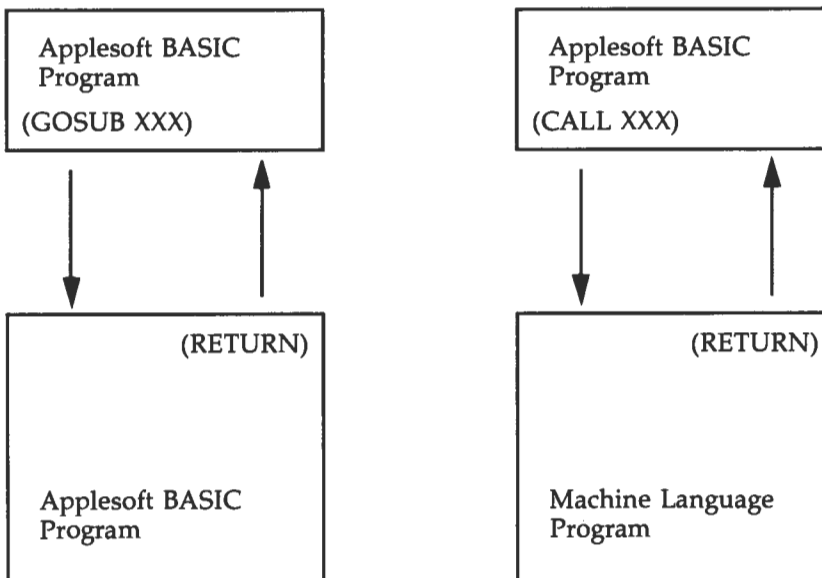 Applesoft BASIC
Program
(GOSUB XXX)
(RETURN)
Applesoft BASIC
Program
Applesoft BASIC
Program
(CALL XXX)
(RETURN)
Machine Language
Program